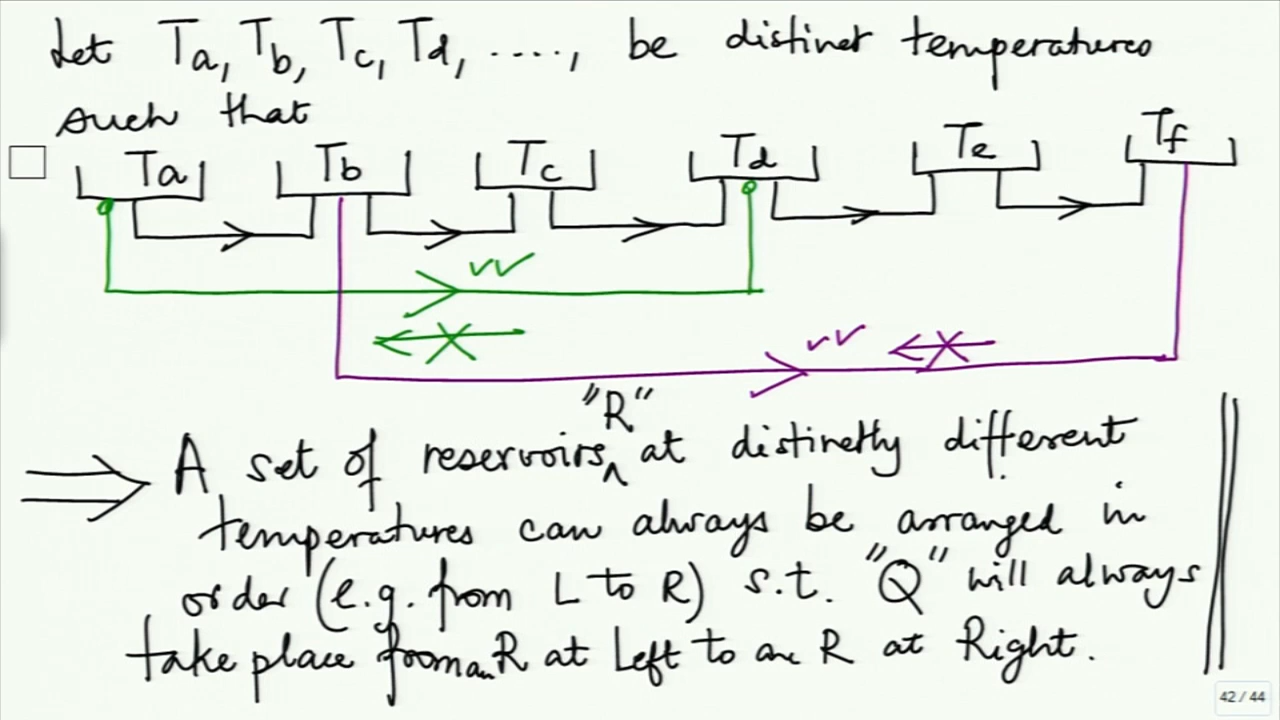 Let Ta, Tb, Tc, Td, ...., be distinct temperatures
such that
Ta Tb Tc Td Te Tf
"R"
A set of reservoirs ^ at distinctly different
temperatures can always be arranged in
order (e.g. from L to R) s.t. "Q" will always
take place from an R at Left to an R at Right.
42 / 44